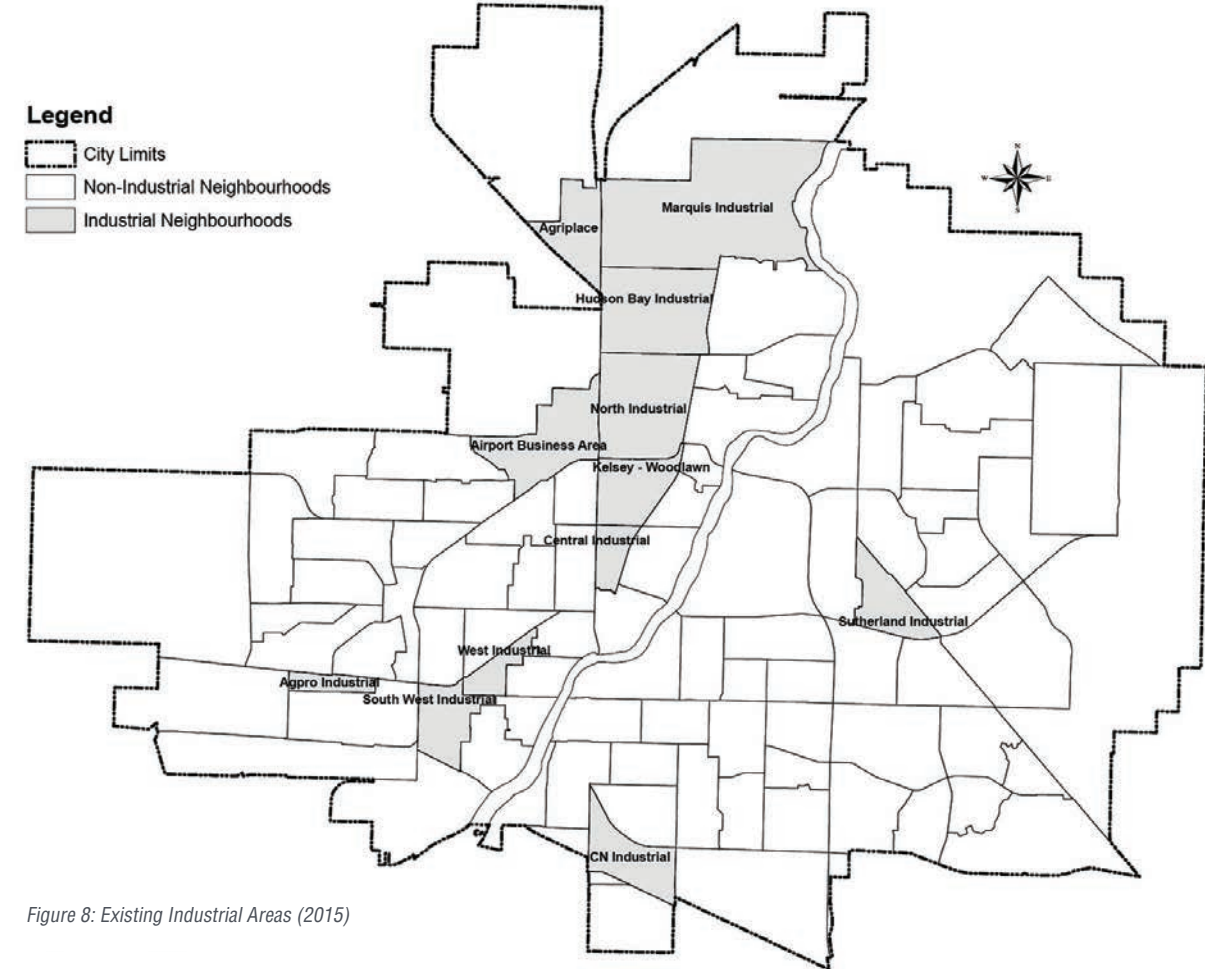 Legend
City Limits
Non-Industrial Neighbourhoods
Industrial Neighbourhoods
N
W
E
S
Marquis Industrial
Agriplace
Hudson Bay Industrial
North Industrial
Airport Business Area
Kelsey - Woodlawn
Central Industrial
Sutherland Industrial
West Industrial
Agpro Industrial
South West Industrial
CN Industrial
Figure 8: Existing Industrial Areas (2015)